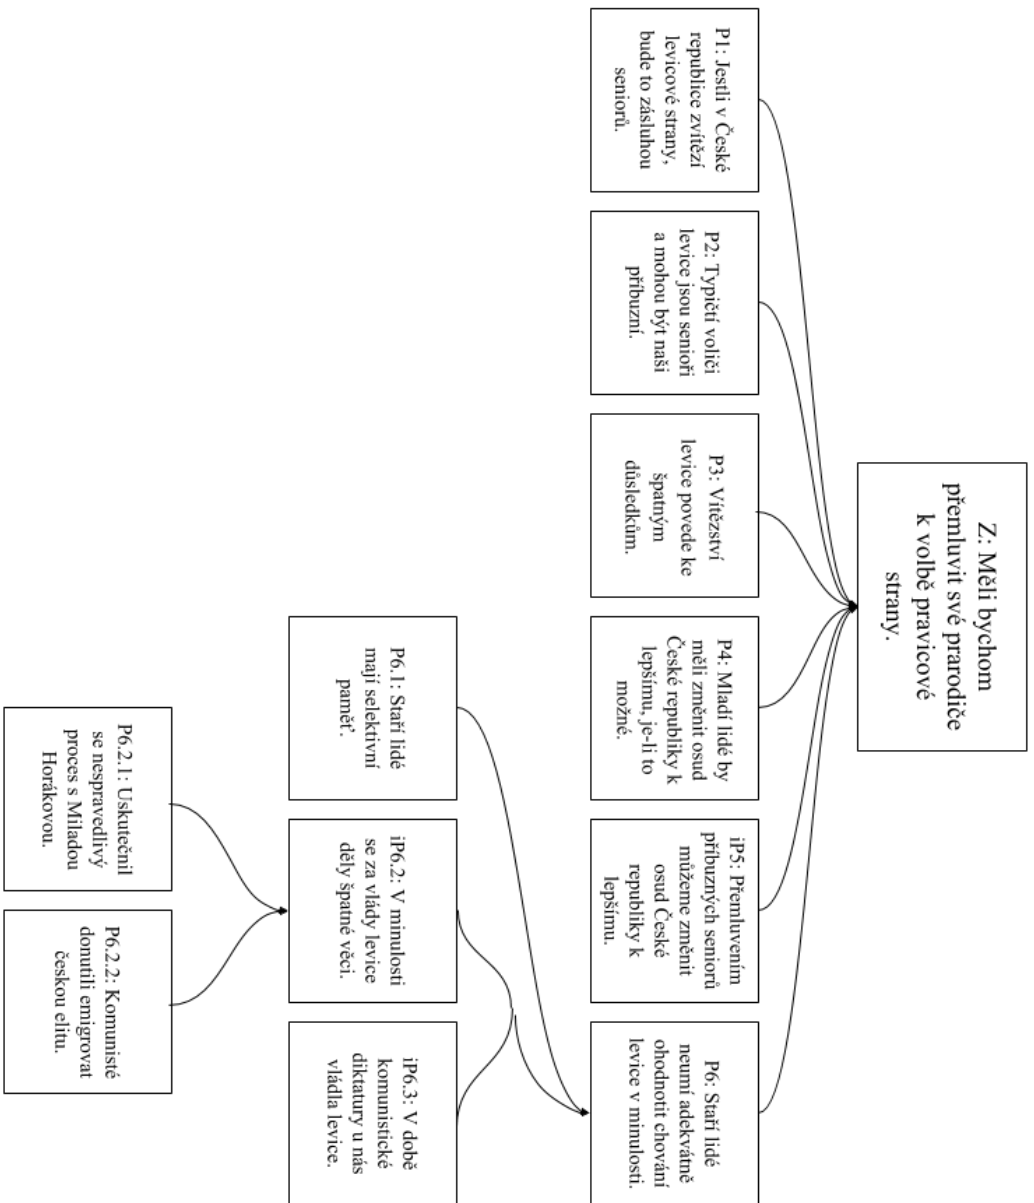 Z: Měli bychom
přemluvit své prarodiče
k volbě pravicové
strany.
P1: Jestli v České
republice zvítězí
levicové strany,
bude to zásluhou
seniorů.
P2: Typičtí voliči
levice jsou senioři
a mohou být naši
příbuzní.
P3: Vítězství
levice povede ke
špatným
důsledkům.
P4: Mladí lidé by
měli změnit osud
České republiky k
lepšímu, je-li to
možné.
iP5: Přemluvením
příbuzných seniorů
můžeme změnit
osud České
republiky k
lepšímu.
P6: Staří lidé
neumí adekvátně
ohodnotit chování
levice v minulosti.
P6.1: Staří lidé
mají selektivní
paměť.
iP6.2: V minulosti
se za vlády levice
děly špatné věci.
iP6.3: V době
komunistické
diktatury u nás
vládla levice.
P6.2.1: Uskutečnil
se nespravedlivý
proces s Miladou
Horákovou.
P6.2.2: Komunisté
donutili emigrovat
českou elitu.